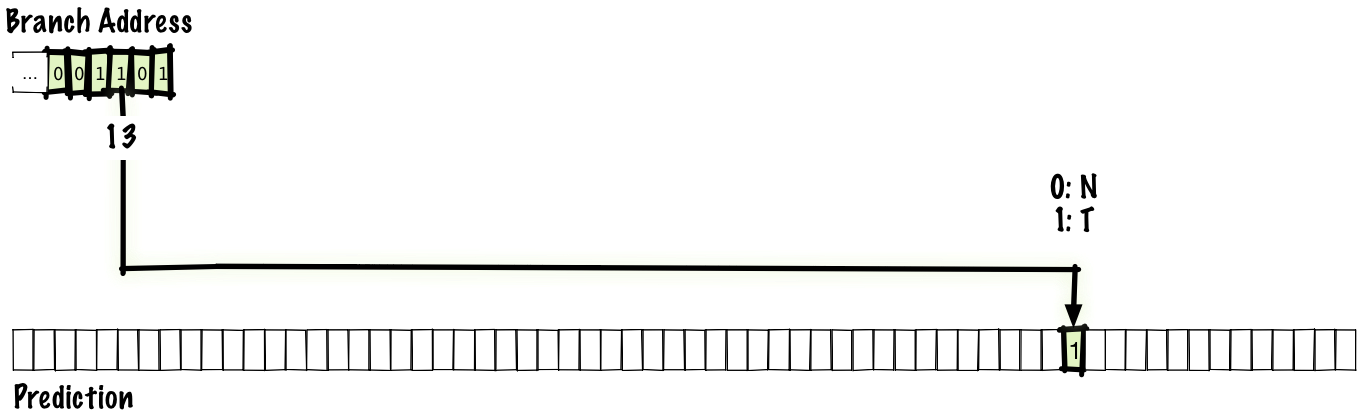 Branch Address
... 0 0 1 1 0 1
13
0: N
1: T
1
Prediction